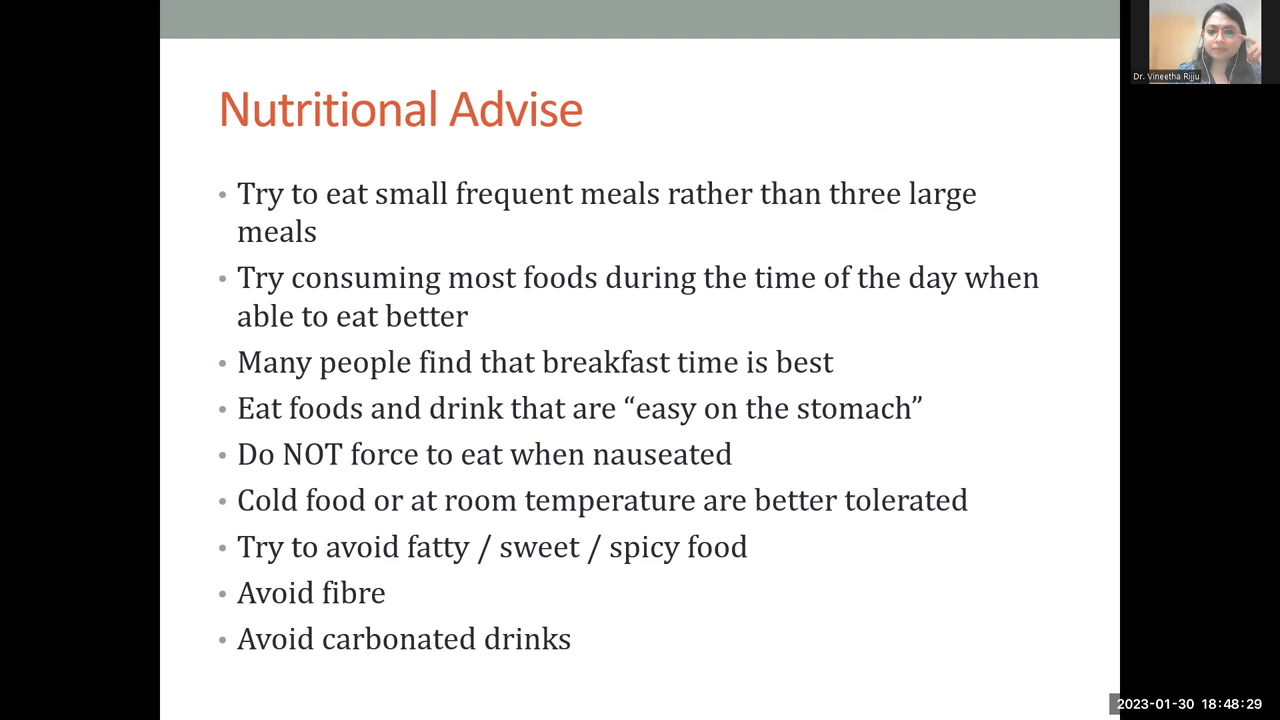 Nutritional Advise
• Try to eat small frequent meals rather than three large
meals
• Try consuming most foods during the time of the day when
able to eat better
• Many people find that breakfast time is best
• Eat foods and drink that are “easy on the stomach”
• Do NOT force to eat when nauseated
• Cold food or at room temperature are better tolerated
• Try to avoid fatty / sweet / spicy food
• Avoid fibre
• Avoid carbonated drinks
Dr. Vineetha Rijju
2023-01-30 18:48:29